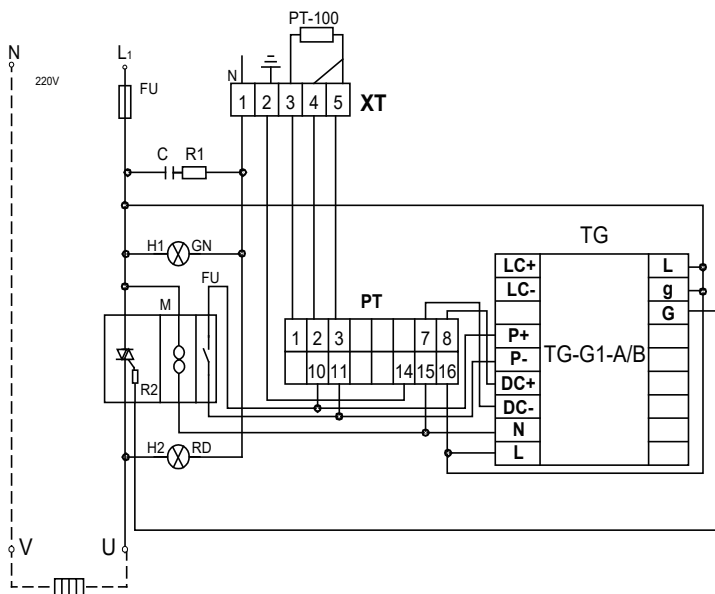 PT-100
N L1
220V
FU
N
1 2 3 4 5 XT
C R1
TG
H1 GN
LC+ L
LC- g
FU
M
PT
G
1 2 3 7 8
P+
TG-G1-A/B
P-
10 11 14 15 16
R2
DC+
DC-
N
H2 RD
L
V U